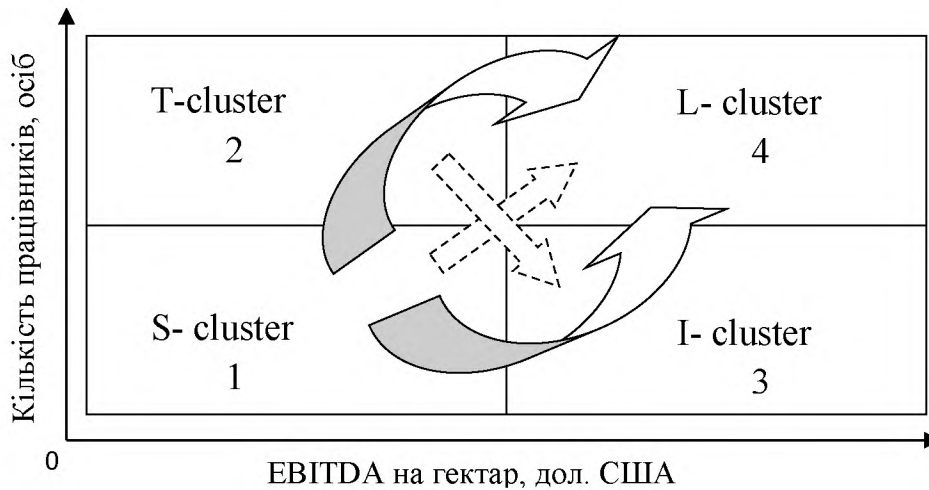 Кількість працівників, осіб
T-cluster
2
L- cluster
4
S- cluster
1
I- cluster
3
0
EBITDA на гектар, дол. США